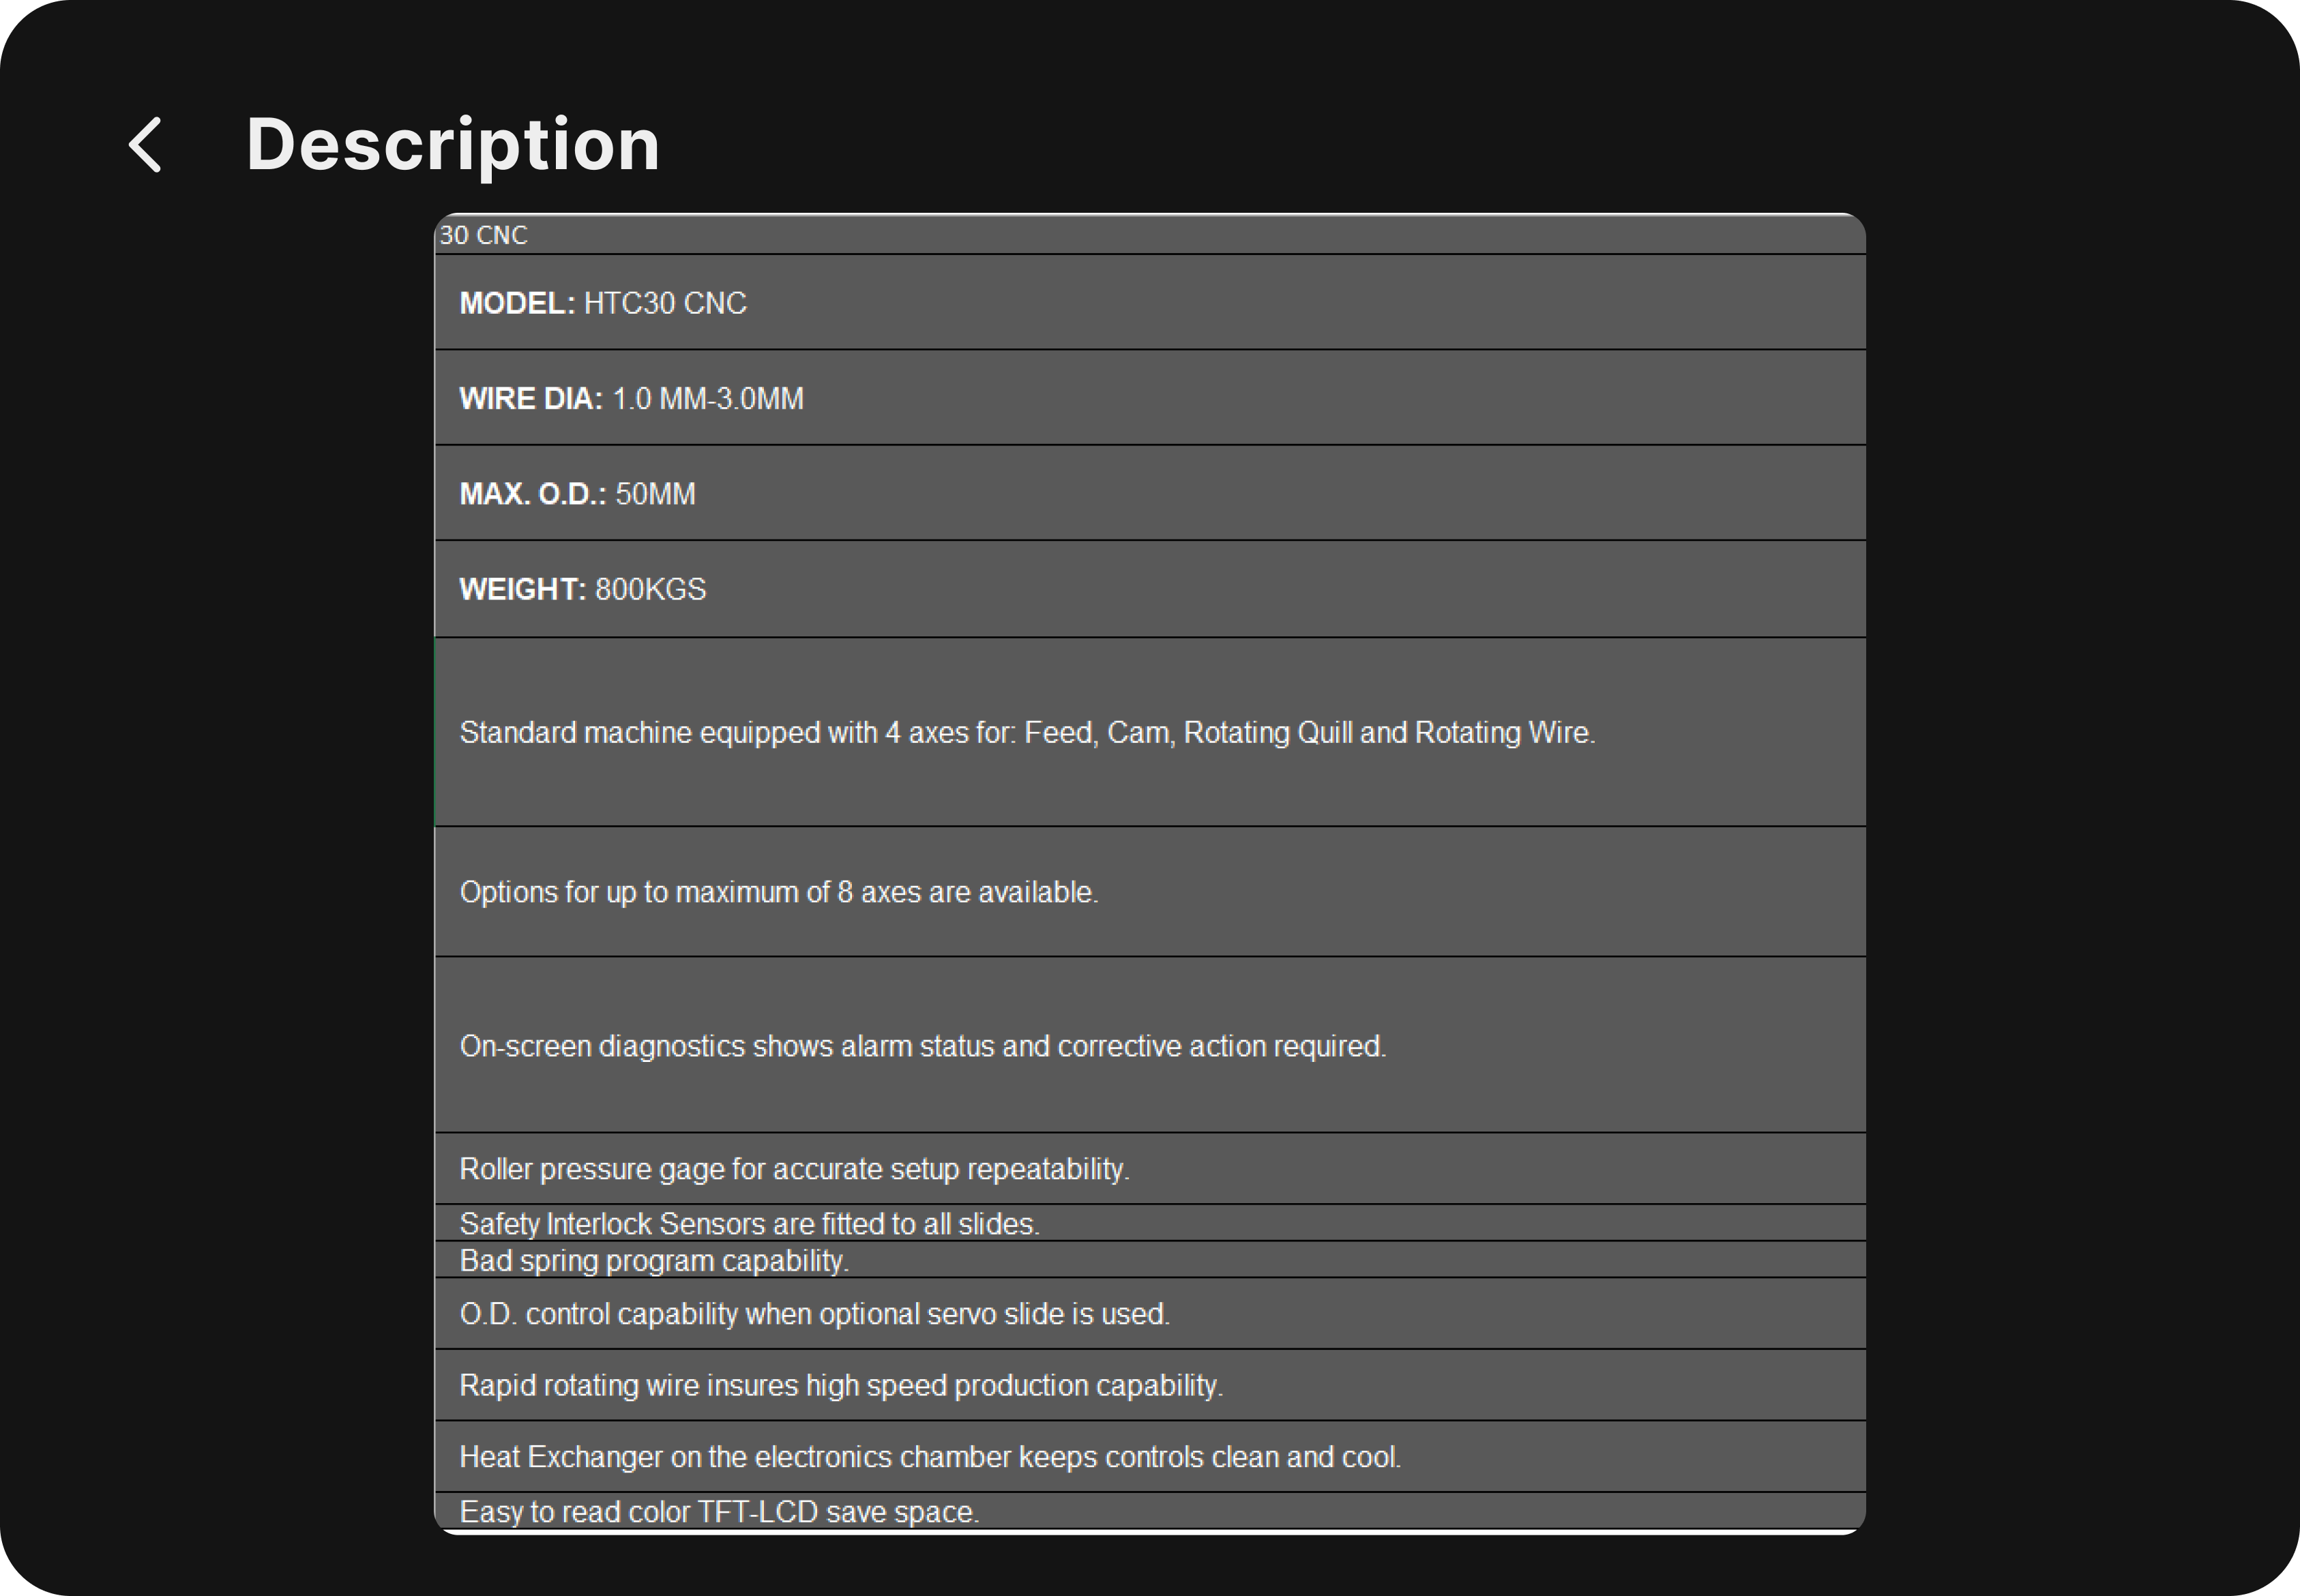 Description
30 CNC
MODEL: HTC30 CNC
WIRE DIA: 1.0 MM-3.0MM
MAX. O.D.: 50MM
WEIGHT: 800KGS
Standard machine equipped with 4 axes for: Feed, Cam, Rotating Quill and Rotating Wire.
Options for up to maximum of 8 axes are available.
On-screen diagnostics shows alarm status and corrective action required.
Roller pressure gage for accurate setup repeatability.
Safety Interlock Sensors are fitted to all slides.
Bad spring program capability.
O.D. control capability when optional servo slide is used.
Rapid rotating wire insures high speed production capability.
Heat Exchanger on the electronics chamber keeps controls clean and cool.
Easy to read color TFT-LCD save space.